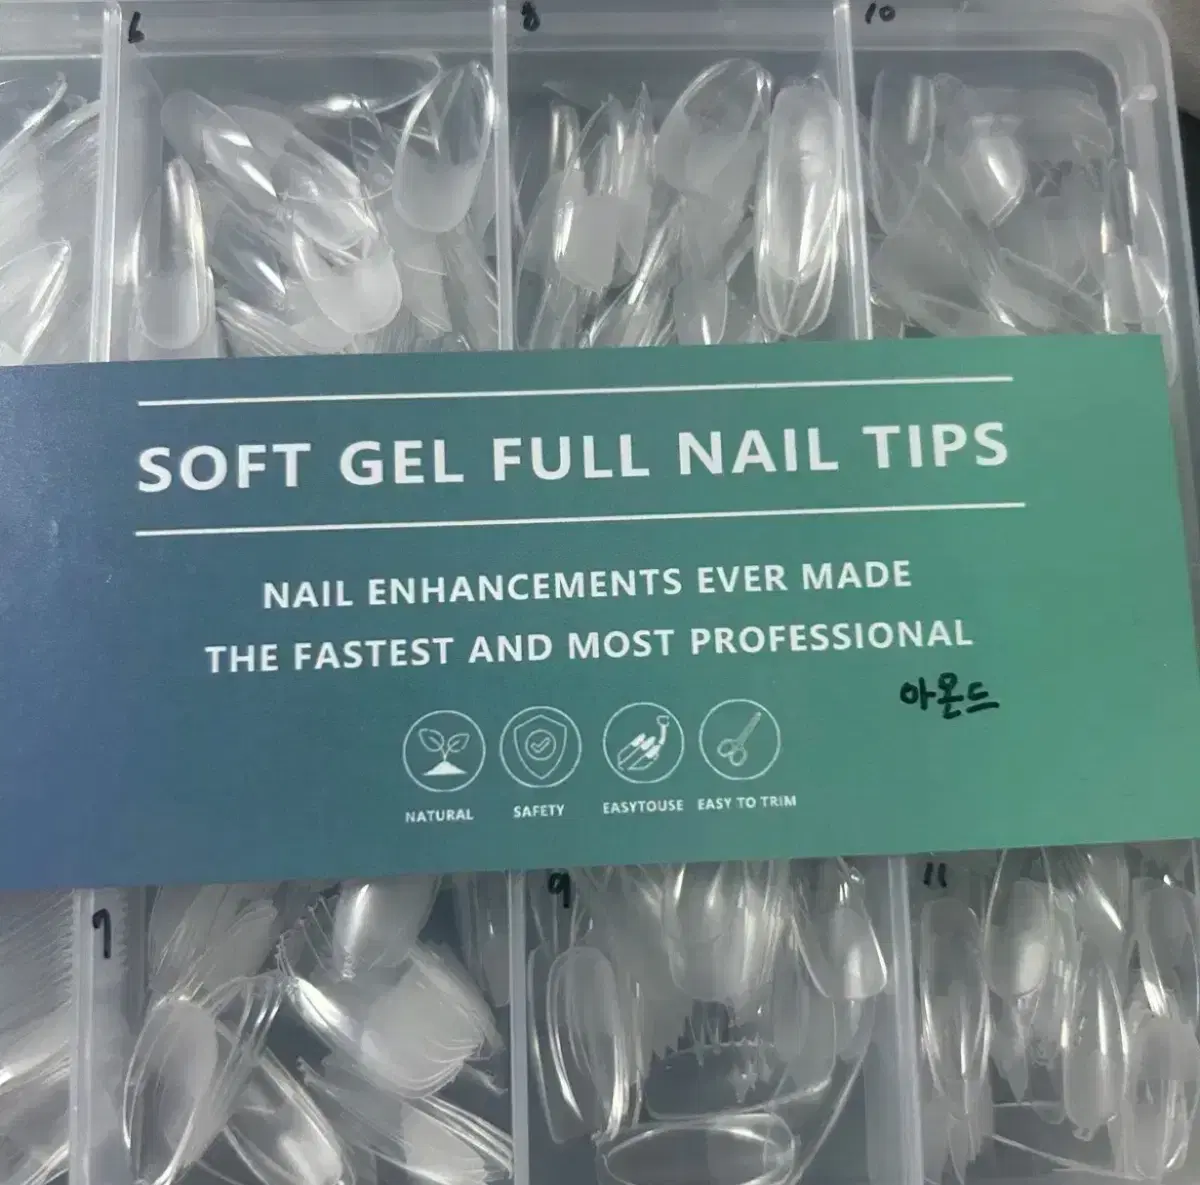 6
8
10
SOFT GEL FULL NAIL TIPS
NAIL ENHANCEMENTS EVER MADE
THE FASTEST AND MOST PROFESSIONAL
아몬드
NATURAL
SAFETY
EASYTOUSE
EASY TO TRIM
7
9
11